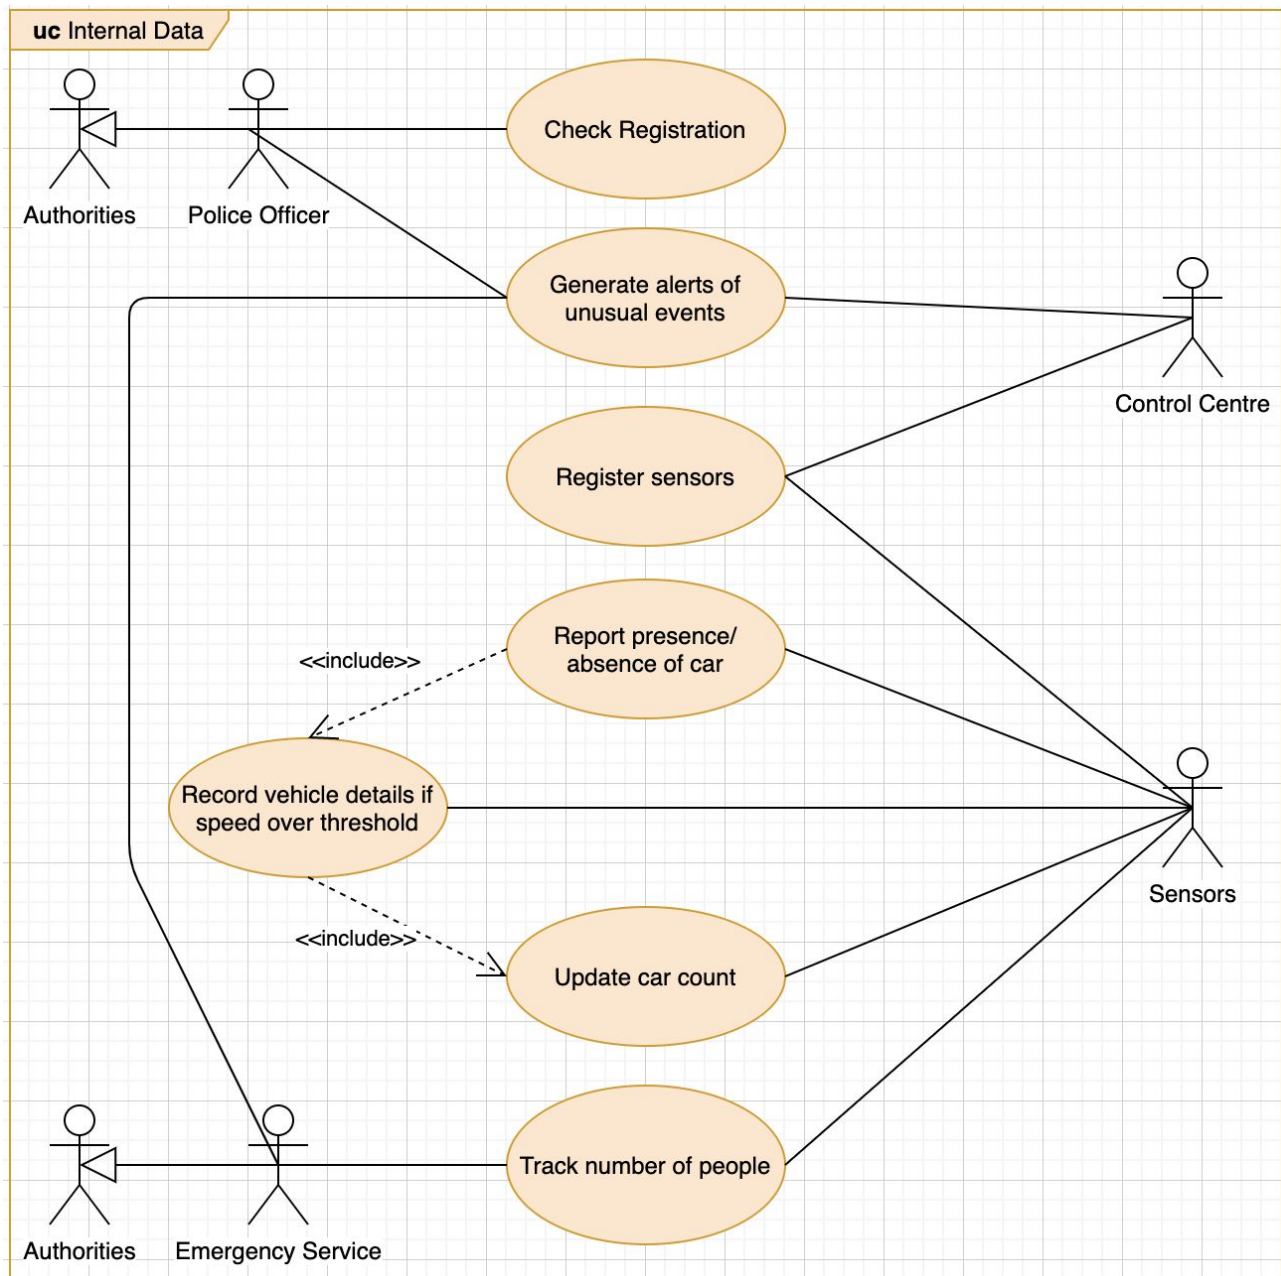 uc Internal Data
Authorities
Police Officer
Check Registration
Generate alerts of
unusual events
Control Centre
Register sensors
Report presence/
absence of car
<<include>>
Record vehicle details if
speed over threshold
Sensors
<<include>>
Update car count
Track number of people
Authorities
Emergency Service